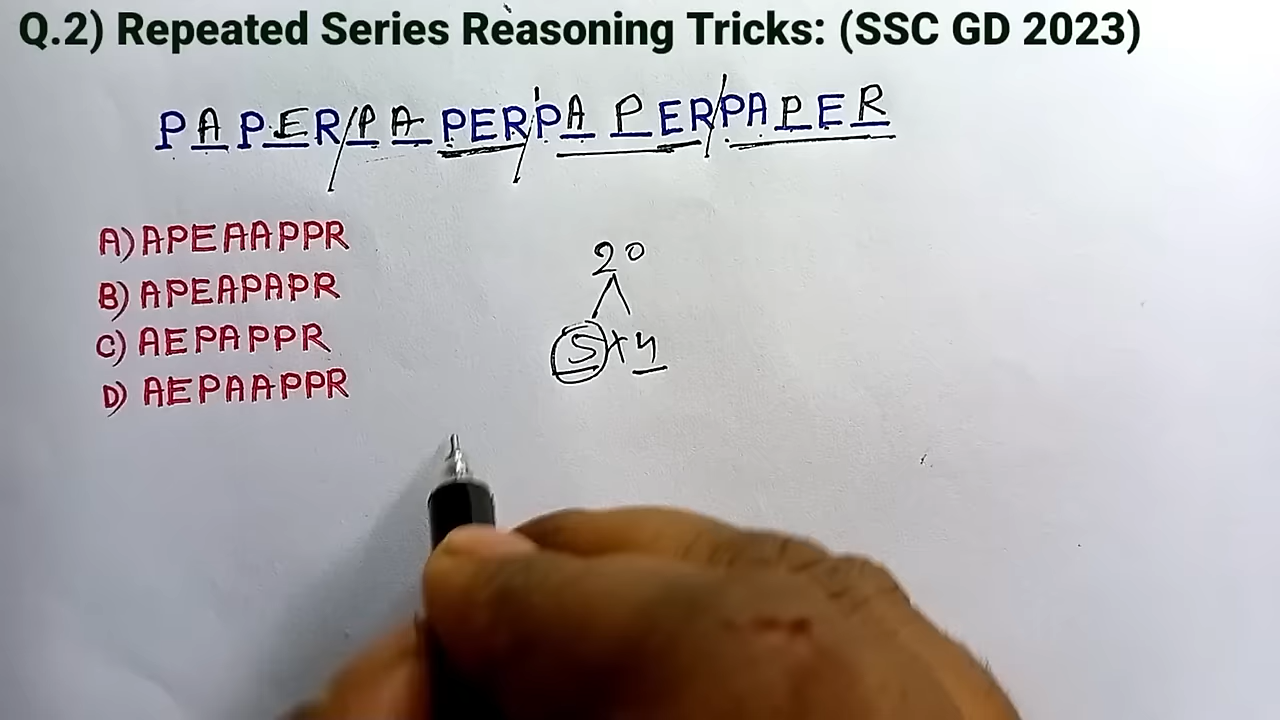 Q.2) Repeated Series Reasoning Tricks: (SSC GD 2023)
PAPER/PAPER/PAPER/PAPER
A) APEAAPPR
B) APEAPAPR
C) AEPAPPR
D) AEPAAPPR
20
5×4